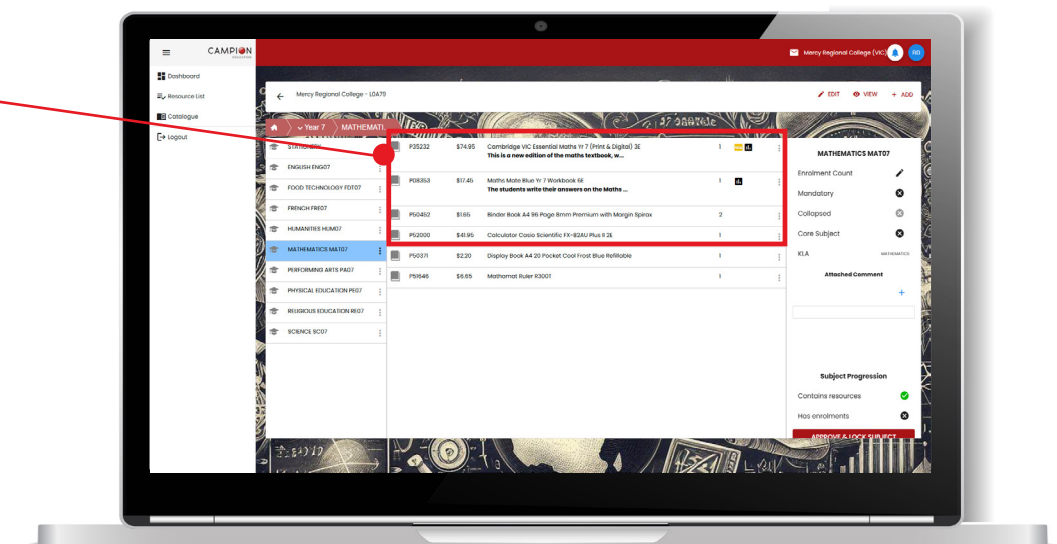 CAMPION
Mercy Regional College (VIC)
RD
Dashboard
Resource List
Catalogue
Logout
Mercy Regional College - L0A79
EDIT
VIEW
+ ADD
Year 7
MATHEMATI...
STATIONERY
ENGLISH ENG07
FOOD TECHNOLOGY FDT07
FRENCH FRE07
HUMANITIES HUM07
MATHEMATICS MAT07
PERFORMING ARTS PA07
PHYSICAL EDUCATION PE07
RELIGIOUS EDUCATION RE07
SCIENCE SC07
P35232 $74.95 Cambridge VIC Essential Maths Yr 7 (Print & Digital) 3E 1
This is a new edition of the maths textbook, w...
P08353 $17.45 Maths Mate Blue Yr 7 Workbook 6E 1
The students write their answers on the Maths ...
P50452 $1.65 Binder Book A4 96 Page 8mm Premium with Margin Spirax 2
P52000 $41.95 Calculator Casio Scientific FX-82AU Plus II 2E 1
P50371 $2.20 Display Book A4 20 Pocket Cool Frost Blue Refillable 1
P51646 $6.65 Mathomat Ruler R300T 1
MATHEMATICS MAT07
Enrolment Count
Mandatory
Collapsed
Core Subject
KLA MATHEMATICS
Attached Comment
+
Subject Progression
Contains resources
Has enrolments
APPROVE & LOCK SUBJECT